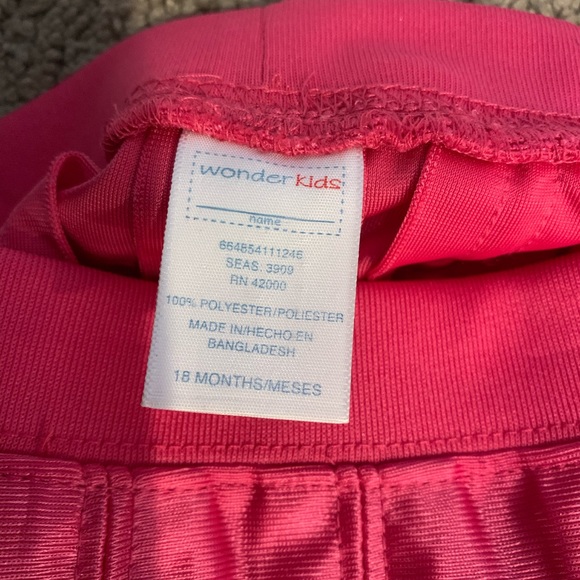 wonderkids
name
664854111246
SEAS. 3909
RN 42000
100% POLYESTER/POLIESTER
MADE IN/HECHO EN
BANGLADESH
18 MONTHS/MESES